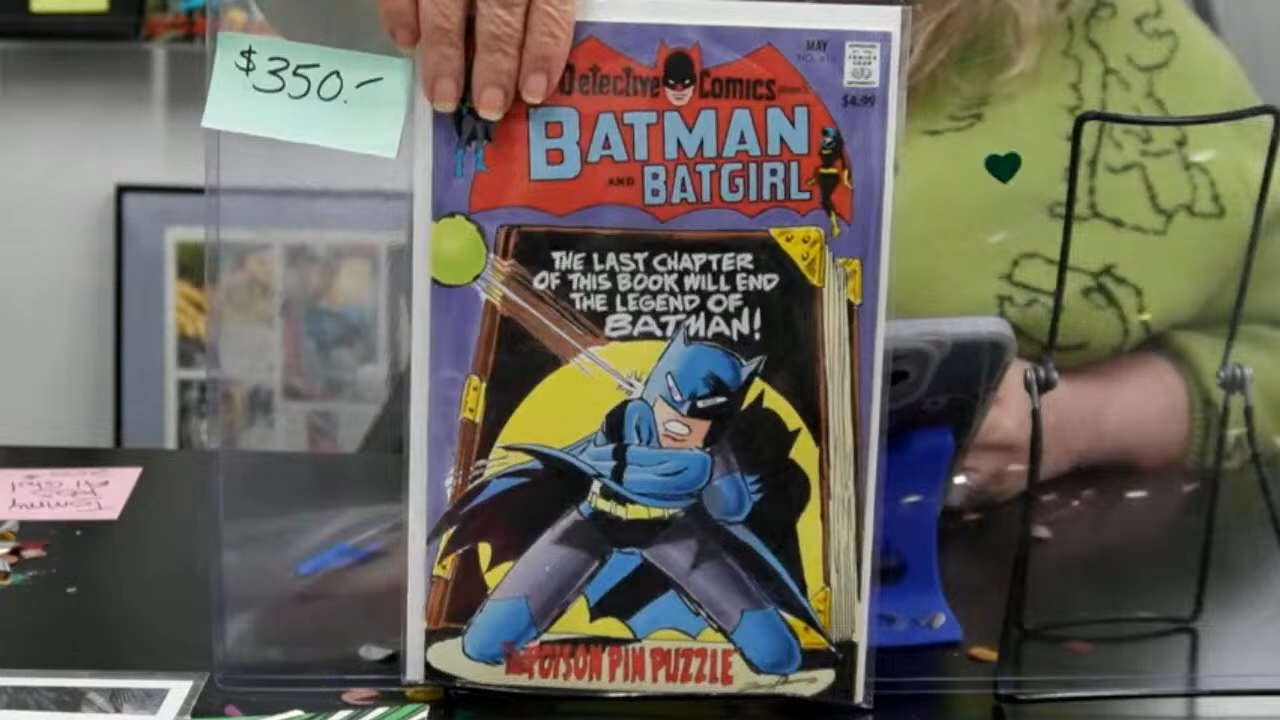 $350.-
MAY
Detective Comics
$4.99
BATMAN
AND BATGIRL
THE LAST CHAPTER
OF THIS BOOK WILL END
THE LEGEND OF
BATMAN!
THE POISON PIN PUZZLE